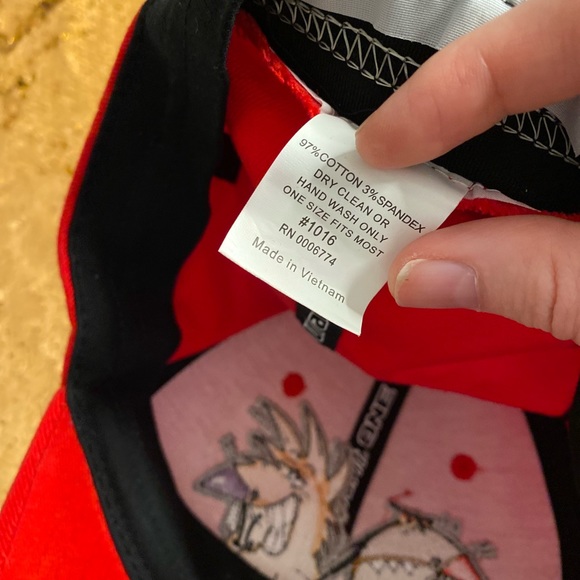 97%COTTON 3%SPANDEX
DRY CLEAN OR
HAND WASH ONLY
ONE SIZE FITS MOST
#1016
RN 0006774
Made in Vietnam